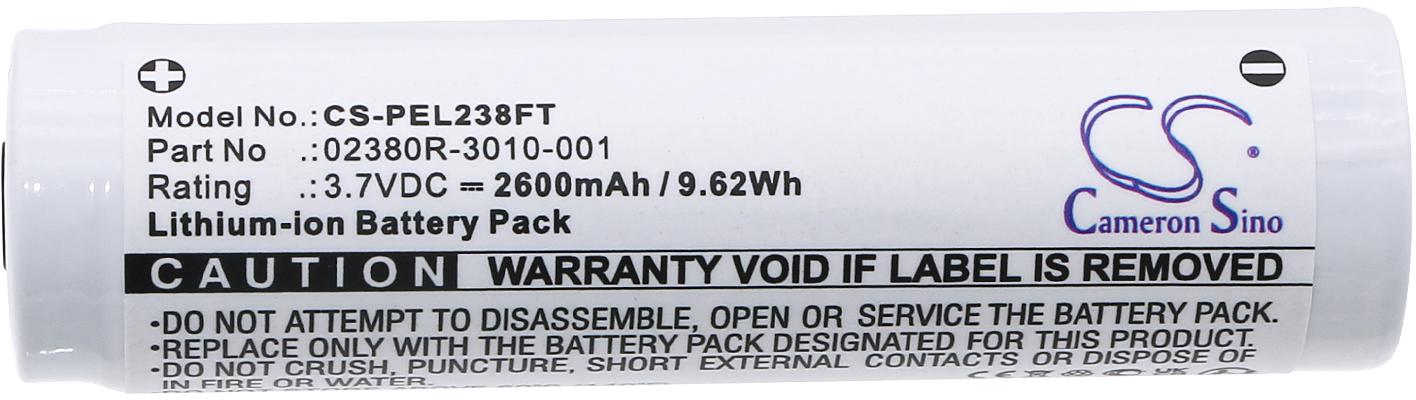 Model No.:CS-PEL238FT
Part No .:02380R-3010-001
Rating .:3.7VDC ⎓ 2600mAh / 9.62Wh
Lithium-ion Battery Pack
CS ®
Cameron Sino
CAUTION WARRANTY VOID IF LABEL IS REMOVED
•DO NOT ATTEMPT TO DISASSEMBLE, OPEN OR SERVICE THE BATTERY PACK.
•REPLACE ONLY WITH THE BATTERY PACK DESIGNATED FOR THIS PRODUCT.
•DO NOT CRUSH, PUNCTURE, SHORT EXTERNAL CONTACTS OR DISPOSE OF
IN FIRE OR WATER.